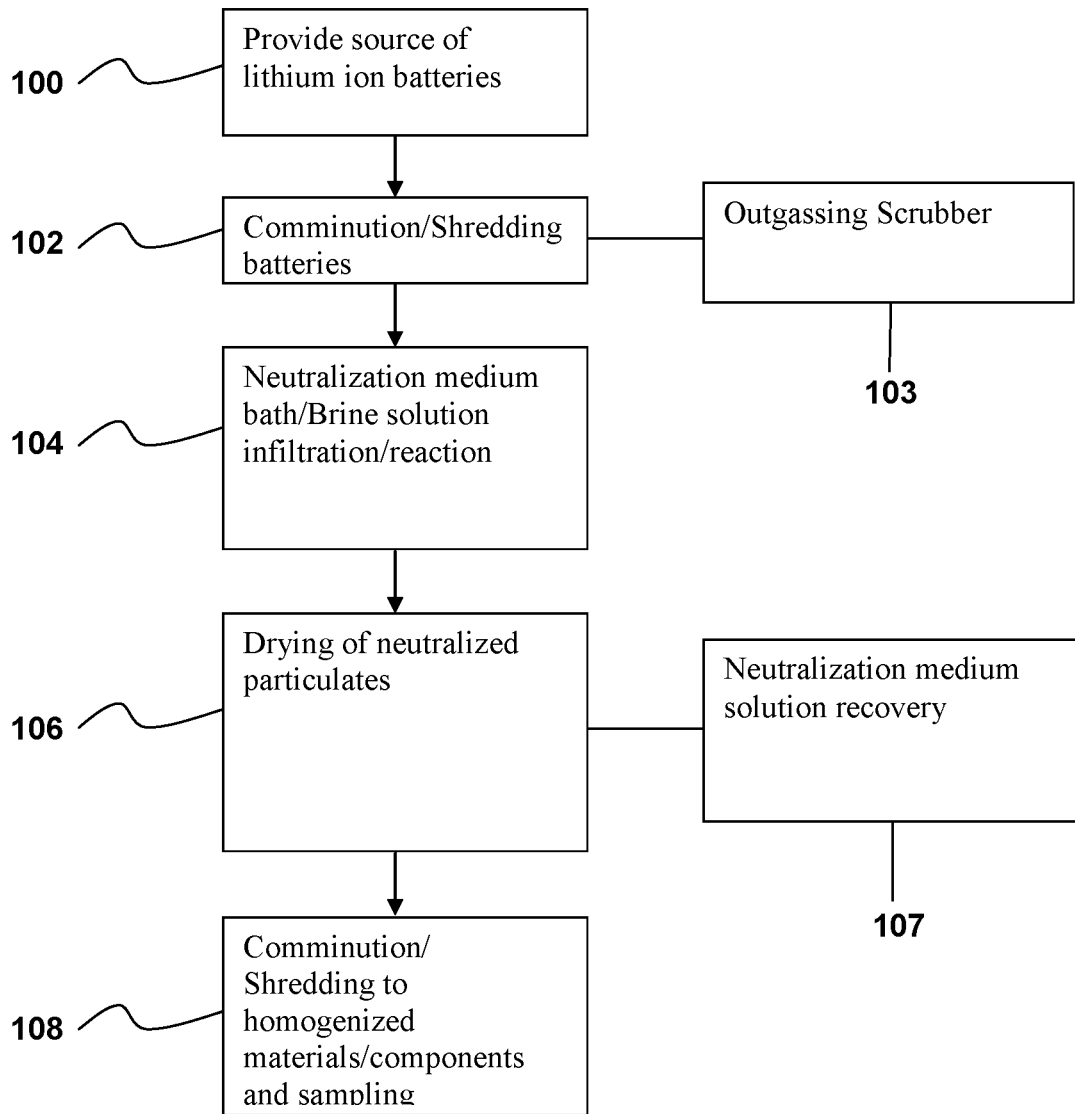 Provide source of
lithium ion batteries
100
Comminution/Shredding
batteries
102
Outgassing Scrubber
103
Neutralization medium
bath/Brine solution
infiltration/reaction
104
Drying of neutralized
particulates
106
Neutralization medium
solution recovery
107
Comminution/
Shredding to
homogenized
materials/components
and sampling
108